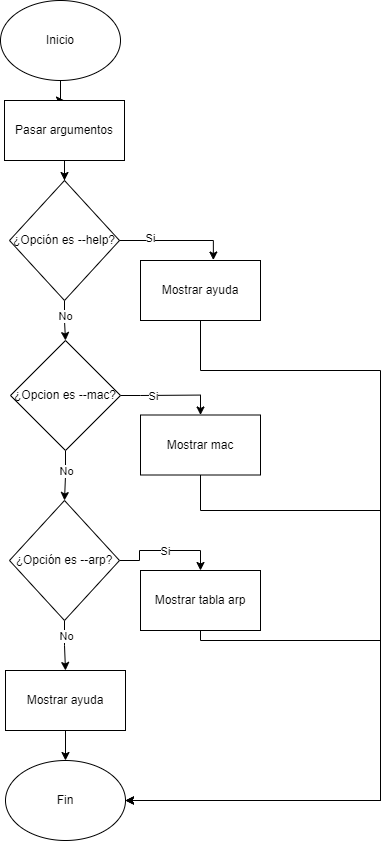 Inicio
Pasar argumentos
¿Opción es --help?
Si
Mostrar ayuda
No
¿Opcion es --mac?
Si
Mostrar mac
No
¿Opción es --arp?
Si
Mostrar tabla arp
No
Mostrar ayuda
Fin